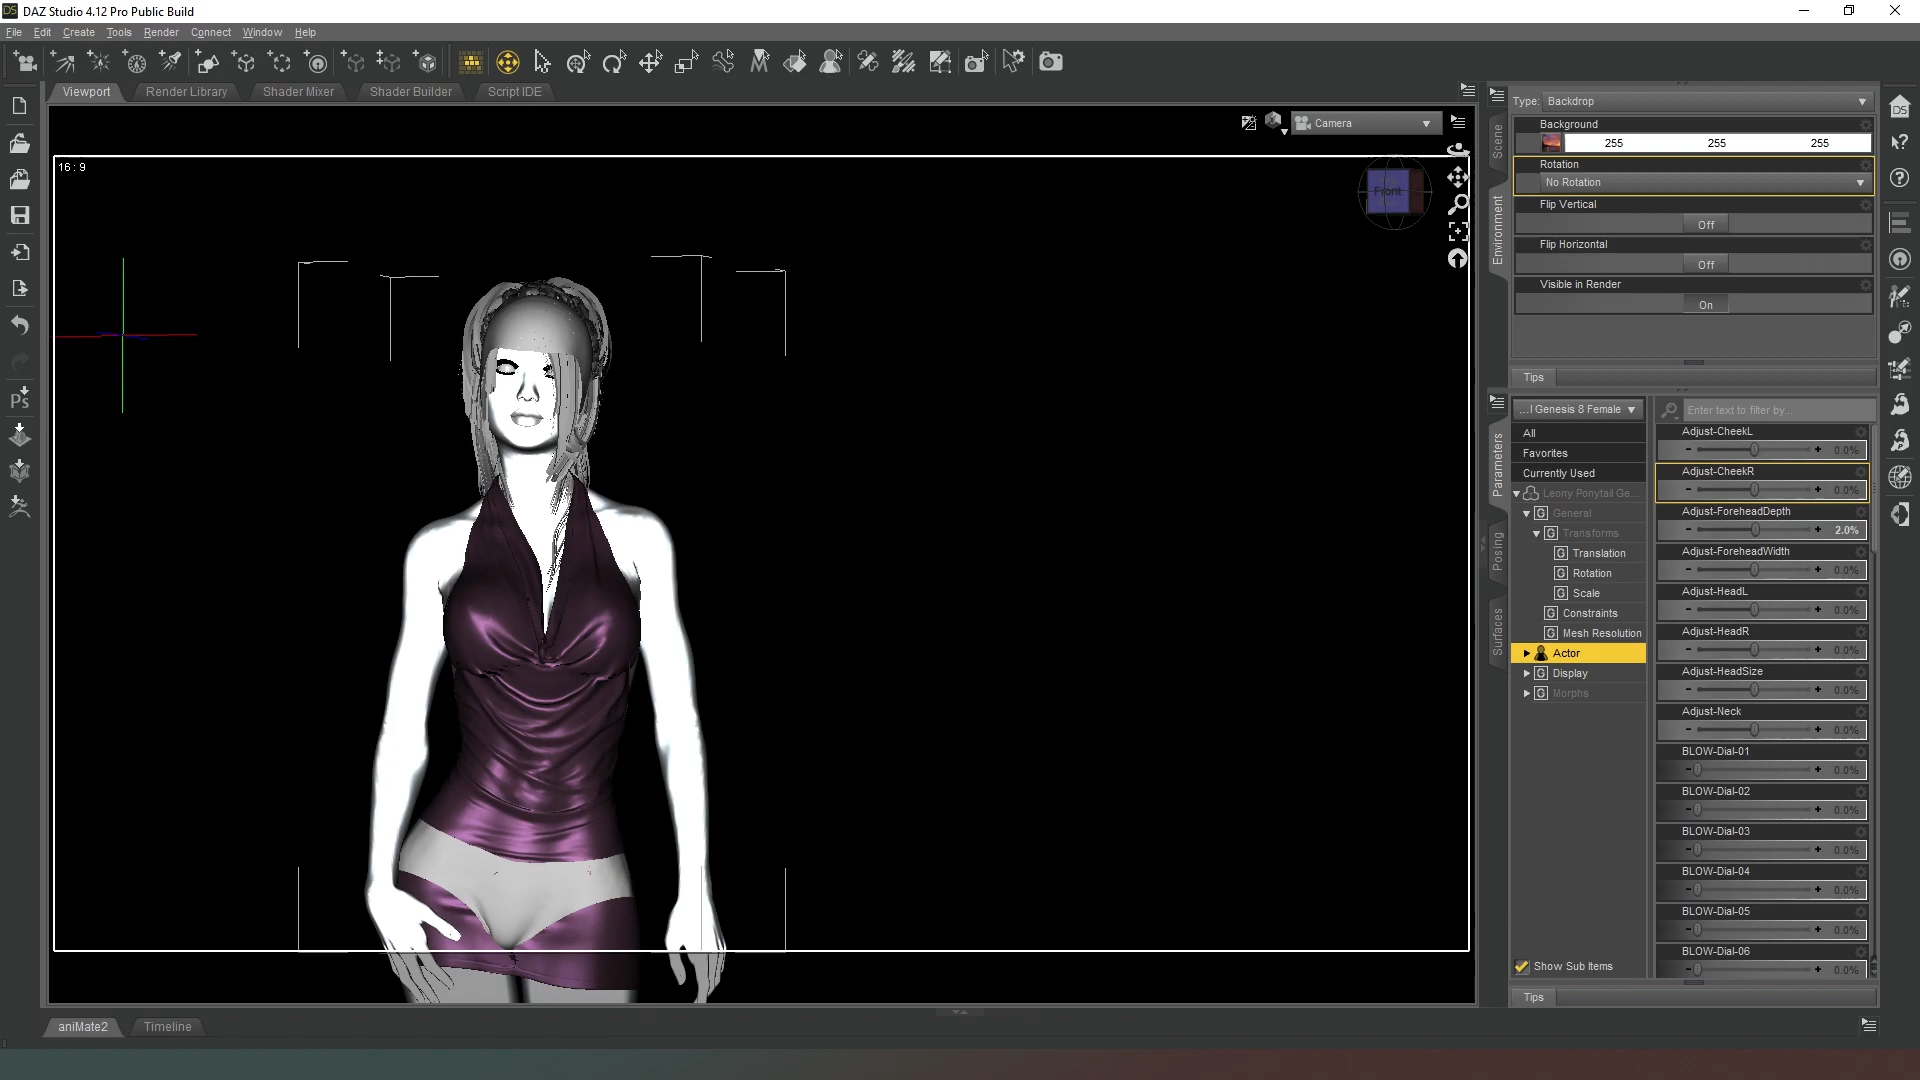 DAZ Studio 4.12 Pro Public Build
File Edit Create Tools Render Connect Window Help
Viewport Render Library Shader Mixer Shader Builder Script IDE
Camera
16 : 9
Front
Ps
Scene
Environment
Type: Backdrop
Background
255 255 255
Rotation
No Rotation
Flip Vertical
Off
Flip Horizontal
Off
Visible in Render
On
Tips
Parameters
Posing
Surfaces
...l Genesis 8 Female
All
Favorites
Currently Used
Leony Ponytail Ge...
General
Transforms
Translation
Rotation
Scale
Constraints
Mesh Resolution
Actor
Display
Morphs
Show Sub Items
Enter text to filter by...
Adjust-CheekL
0.0%
Adjust-CheekR
0.0%
Adjust-ForeheadDepth
2.0%
Adjust-ForeheadWidth
0.0%
Adjust-HeadL
0.0%
Adjust-HeadR
0.0%
Adjust-HeadSize
0.0%
Adjust-Neck
0.0%
BLOW-Dial-01
0.0%
BLOW-Dial-02
0.0%
BLOW-Dial-03
0.0%
BLOW-Dial-04
0.0%
BLOW-Dial-05
0.0%
BLOW-Dial-06
0.0%
Tips
aniMate2 Timeline